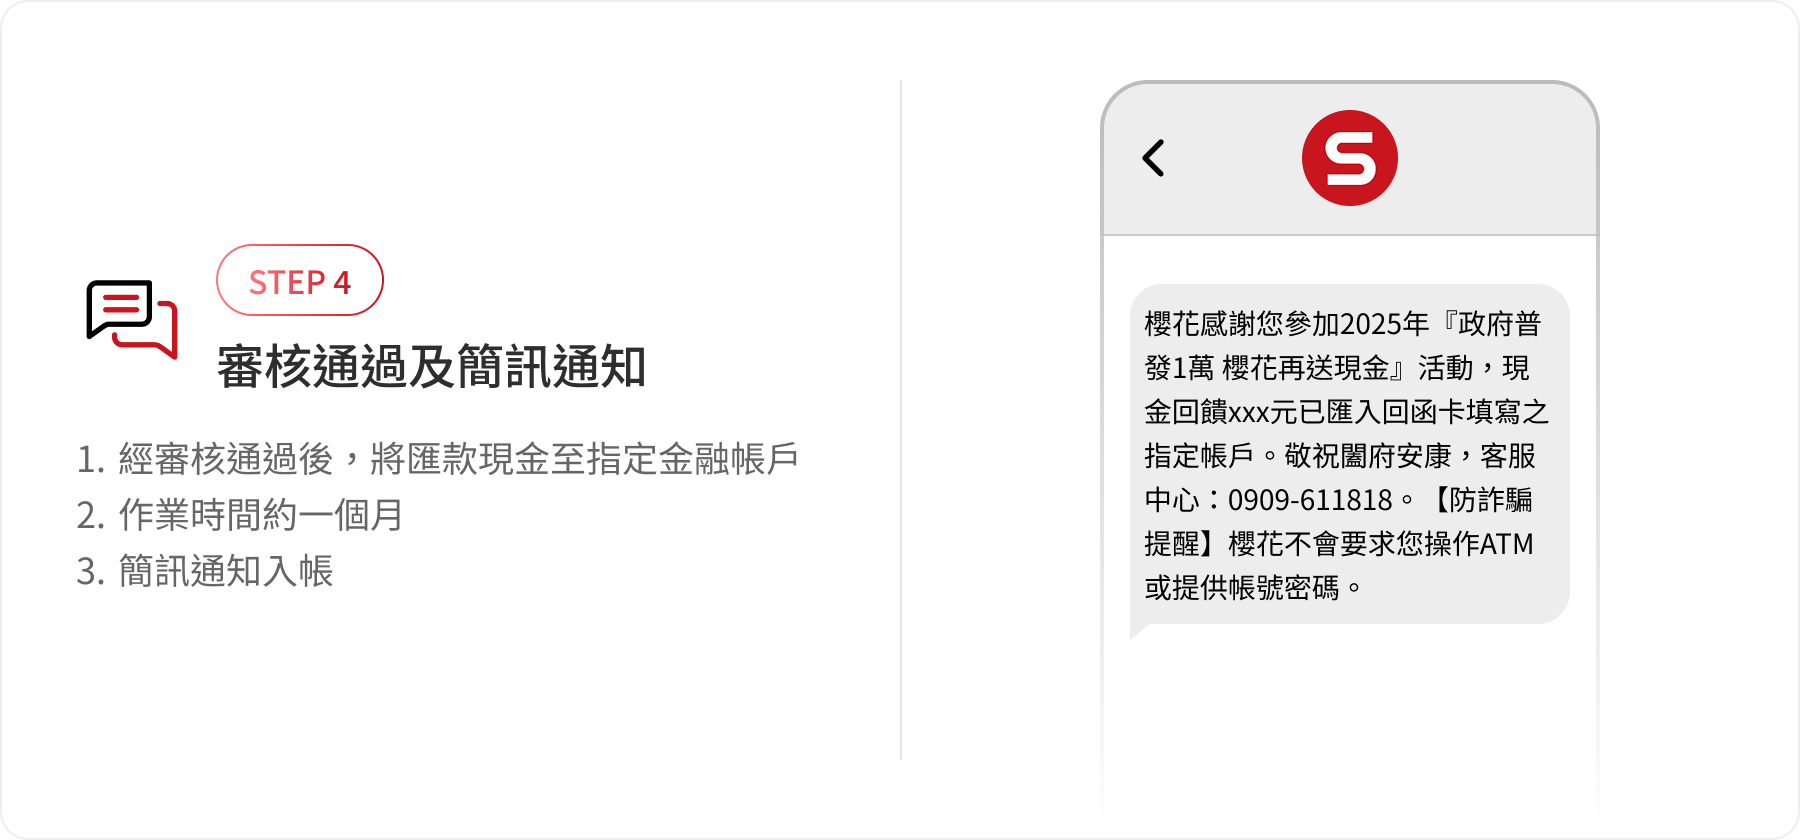 STEP 4
審核通過及簡訊通知
1. 經審核通過後，將匯款現金至指定金融帳戶
2. 作業時間約一個月
3. 簡訊通知入帳
S
櫻花感謝您參加2025年『政府普
發1萬 櫻花再送現金』活動，現
金回饋xxx元已匯入回函卡填寫之
指定帳戶。敬祝闔府安康，客服
中心：0909-611818。【防詐騙
提醒】櫻花不會要求您操作ATM
或提供帳號密碼。